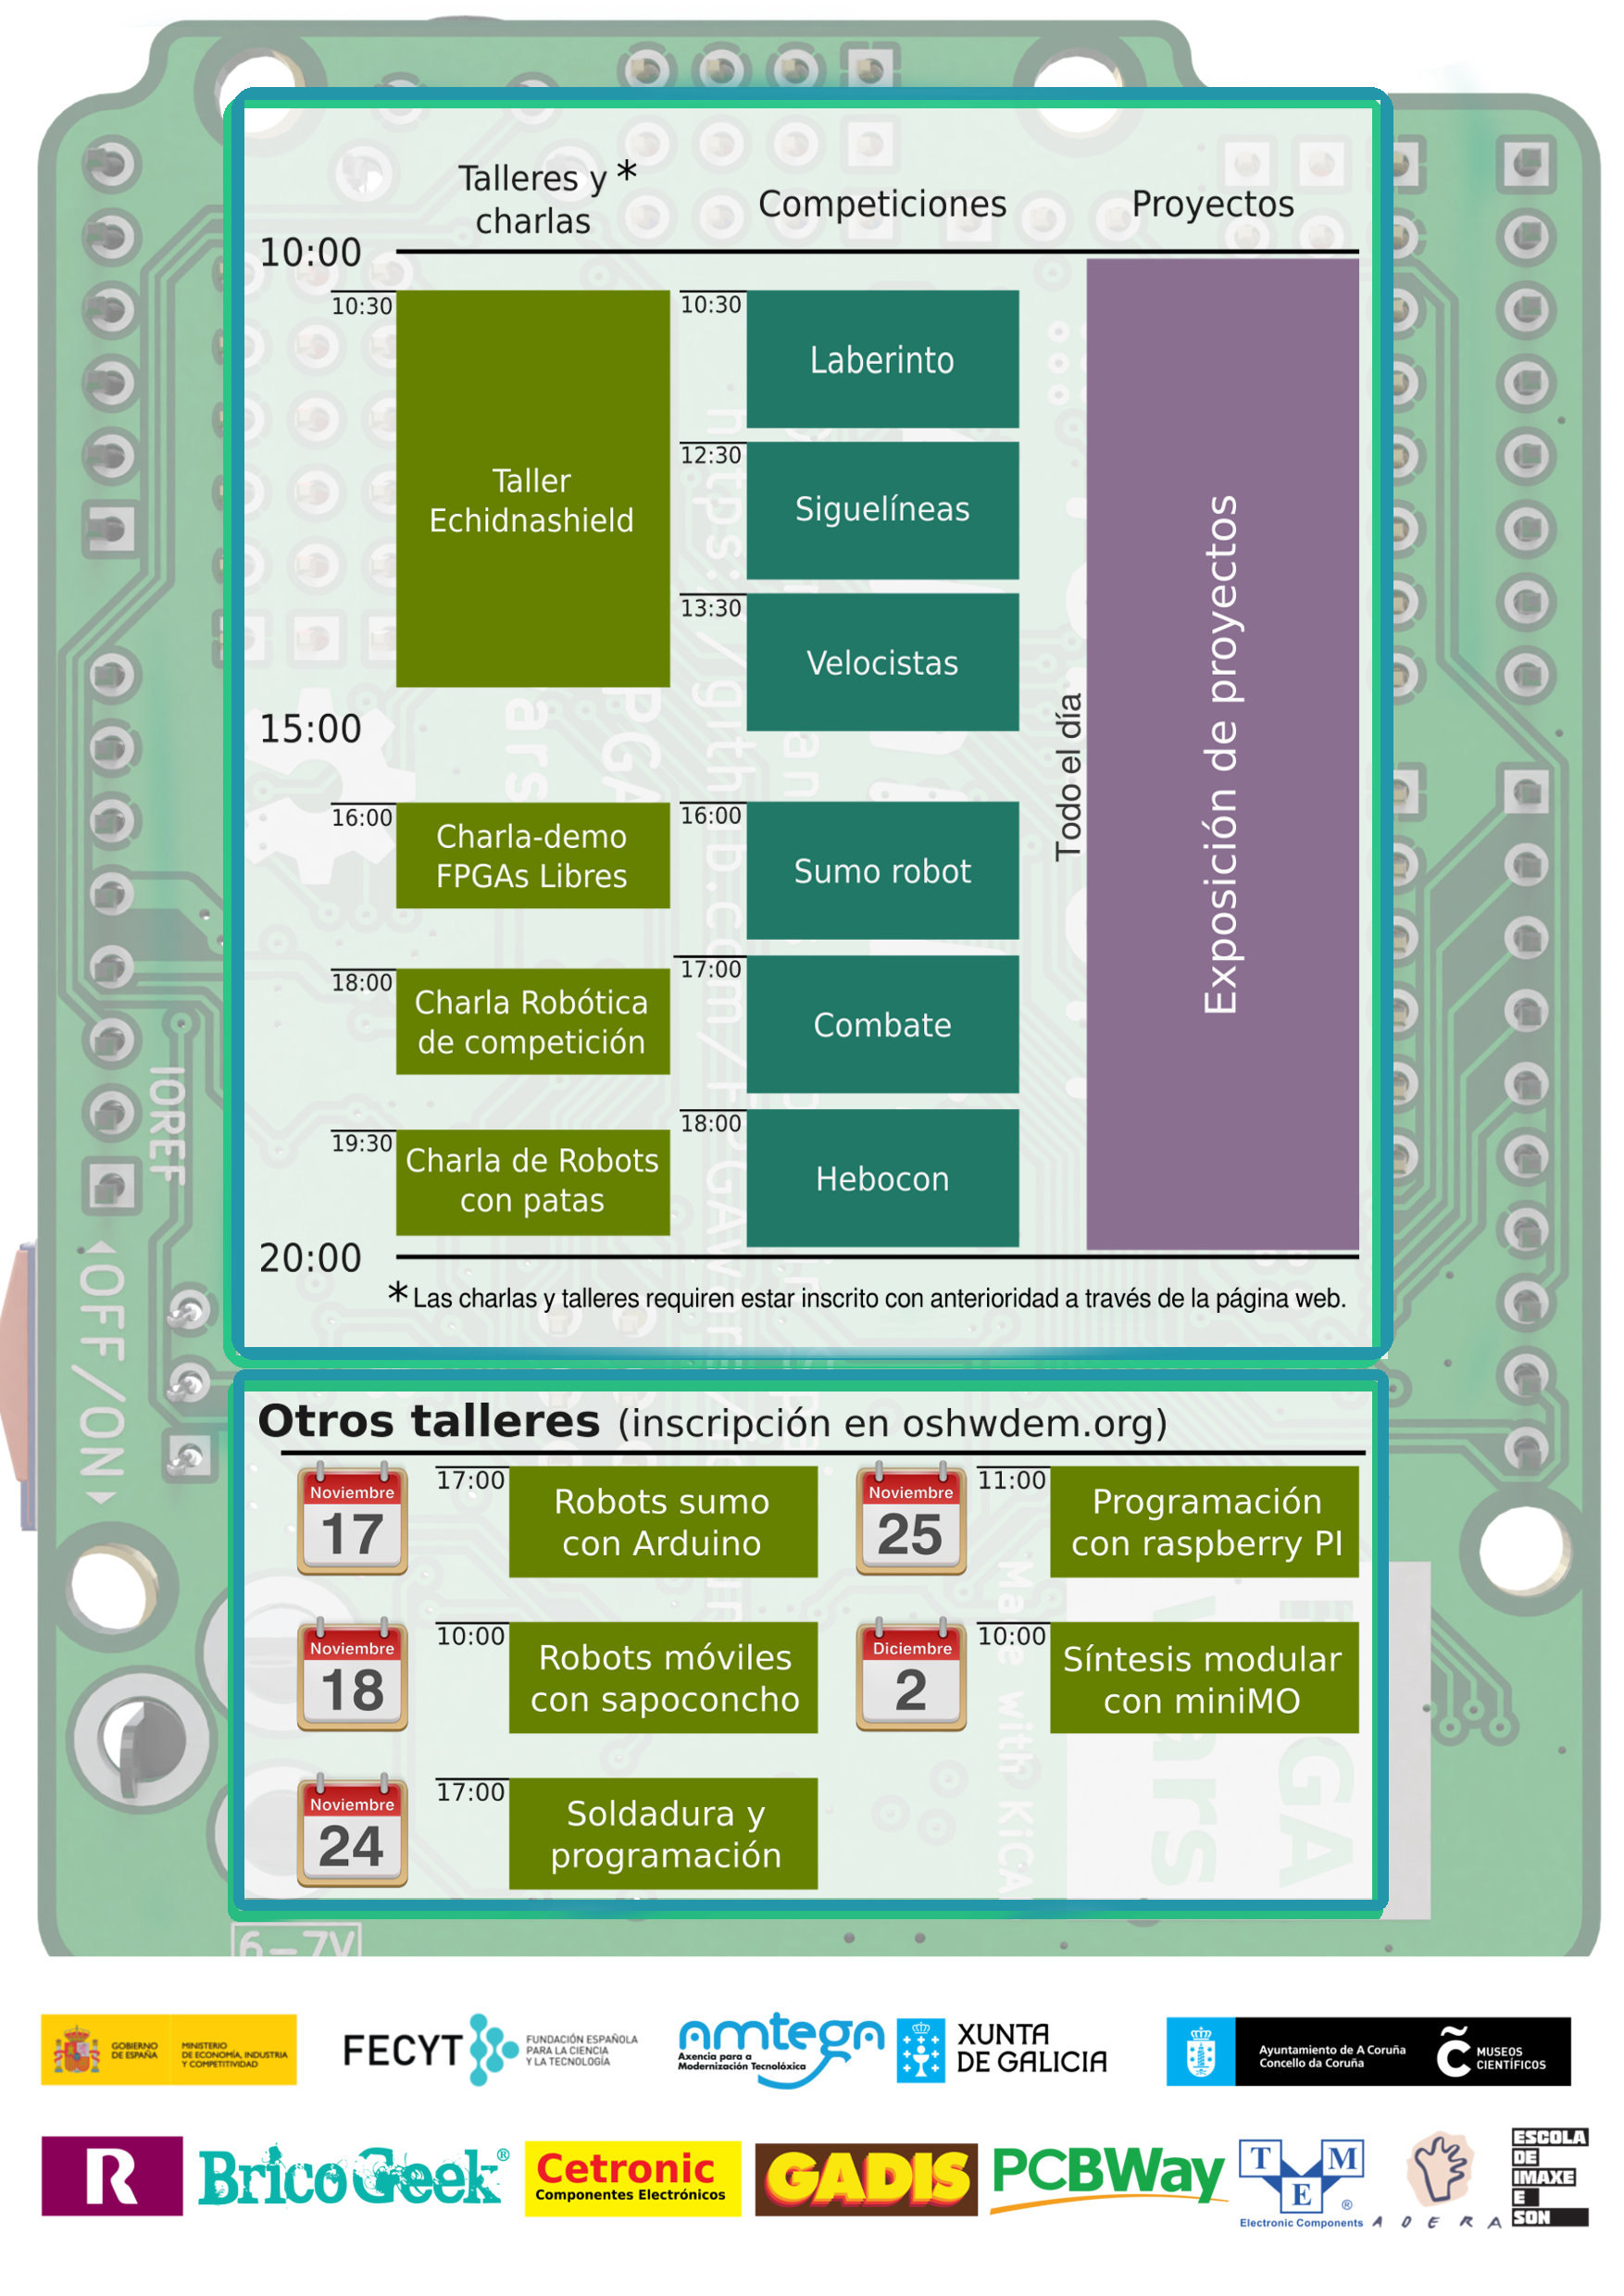 Talleres y *
charlas
Competiciones
Proyectos
10:00
10:30
Taller
Echidnashield
10:30
Laberinto
12:30
Siguelíneas
13:30
Velocistas
15:00
16:00
Charla-demo
FPGAs Libres
16:00
Sumo robot
18:00
Charla Robótica
de competición
17:00
Combate
19:30
Charla de Robots
con patas
18:00
Hebocon
Todo el día
Exposición de proyectos
20:00
* Las charlas y talleres requiren estar inscrito con anterioridad a través de la página web.
IOREF
OFF/ON
Otros talleres (inscripción en oshwdem.org)
Noviembre
17
17:00
Robots sumo
con Arduino
Noviembre
25
11:00
Programación
con raspberry PI
Noviembre
18
10:00
Robots móviles
con sapoconcho
Diciembre
2
10:00
Síntesis modular
con miniMO
Noviembre
24
17:00
Soldadura y
programación
6-7V
GOBIERNO
DE ESPAÑA
MINISTERIO
DE ECONOMÍA, INDUSTRIA
Y COMPETITIVIDAD
FECYT
FUNDACIÓN ESPAÑOLA
PARA LA CIENCIA
Y LA TECNOLOGÍA
amtega
Axencia para a
Modernización Tecnolóxica
XUNTA
DE GALICIA
Ayuntamiento de A Coruña
Concello da Coruña
MUSEOS
CIENTÍFICOS
R
BricoGeek®
Cetronic
Componentes Electrónicos
GADIS
PCBWay
T M E ®
Electronic Components
ADERA
ESCOLA
DE
IMAXE
E
SON